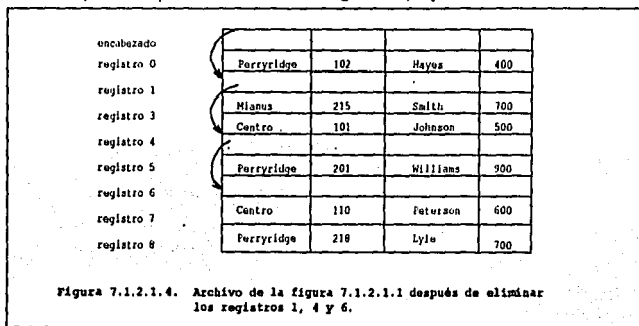 encabezado
registro 0 Perryridge 102 Hayes 400
registro 1
registro 3 Mianus 215 Smith 700
Centro 101 Johnson 500
registro 4
registro 5 Perryridge 201 Williams 900
registro 6
registro 7 Centro 110 Peterson 600
registro 8 Perryridge 218 Lyle 700
Figura 7.1.2.1.4. Archivo de la figura 7.1.2.1.1 después de eliminar
los registros 1, 4 y 6.